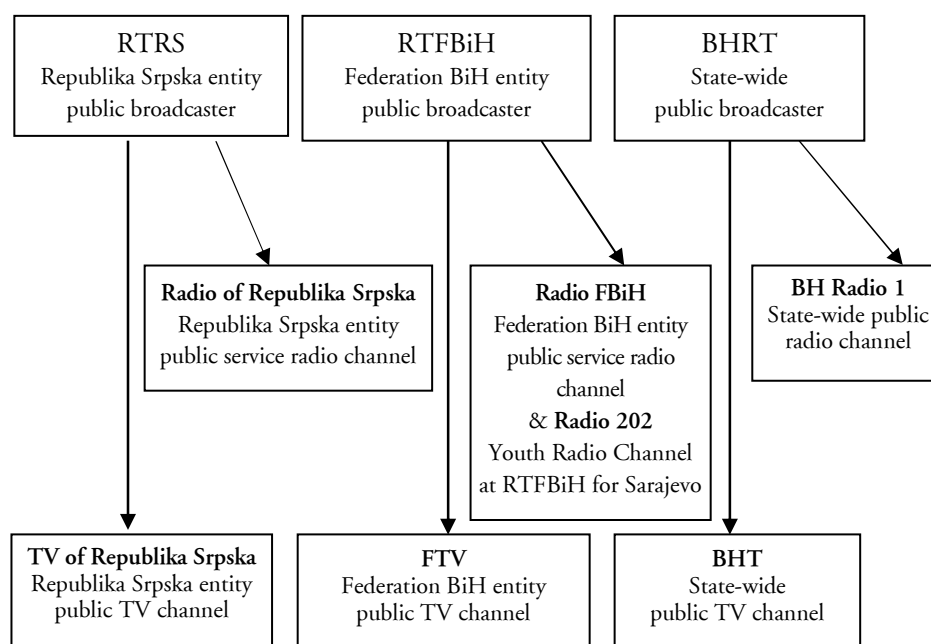 RTRS
Republika Srpska entity
public broadcaster
RTFBiH
Federation BiH entity
public broadcaster
BHRT
State-wide
public broadcaster
Radio of Republika Srpska
Republika Srpska entity
public service radio channel
Radio FBiH
Federation BiH entity
public service radio
channel
& Radio 202
Youth Radio Channel
at RTFBiH for Sarajevo
BH Radio 1
State-wide public
radio channel
TV of Republika Srpska
Republika Srpska entity
public TV channel
FTV
Federation BiH entity
public TV channel
BHT
State-wide
public TV channel